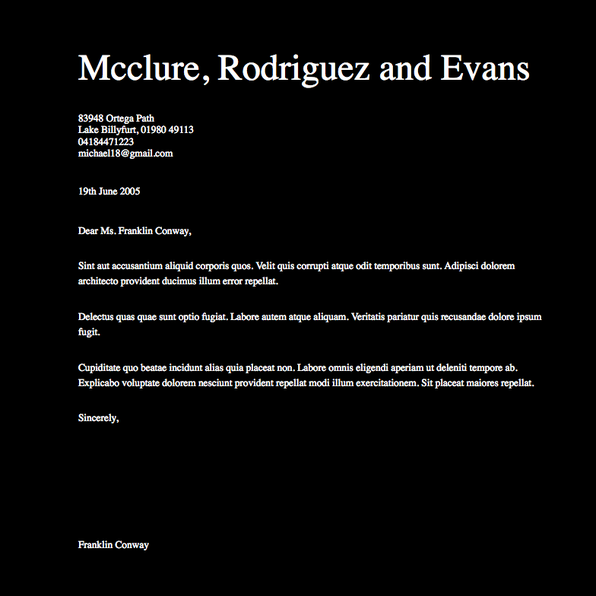 Mcclure, Rodriguez and Evans
83948 Ortega Path
Lake Billyfurt, 01980 49113
04184471223
michael18@gmail.com
19th June 2005
Dear Ms. Franklin Conway,
Sint aut accusantium aliquid corporis quos. Velit quis corrupti atque odit temporibus sunt. Adipisci dolorem
architecto provident ducimus illum error repellat.
Delectus quas quae sunt optio fugiat. Labore autem atque aliquam. Veritatis pariatur quis recusandae dolore ipsum
fugit.
Cupiditate quo beatae incidunt alias quia placeat non. Labore omnis eligendi aperiam ut deleniti tempore ab.
Explicabo voluptate dolorem nesciunt provident repellat modi illum exercitationem. Sit placeat maiores repellat.
Sincerely,
Franklin Conway